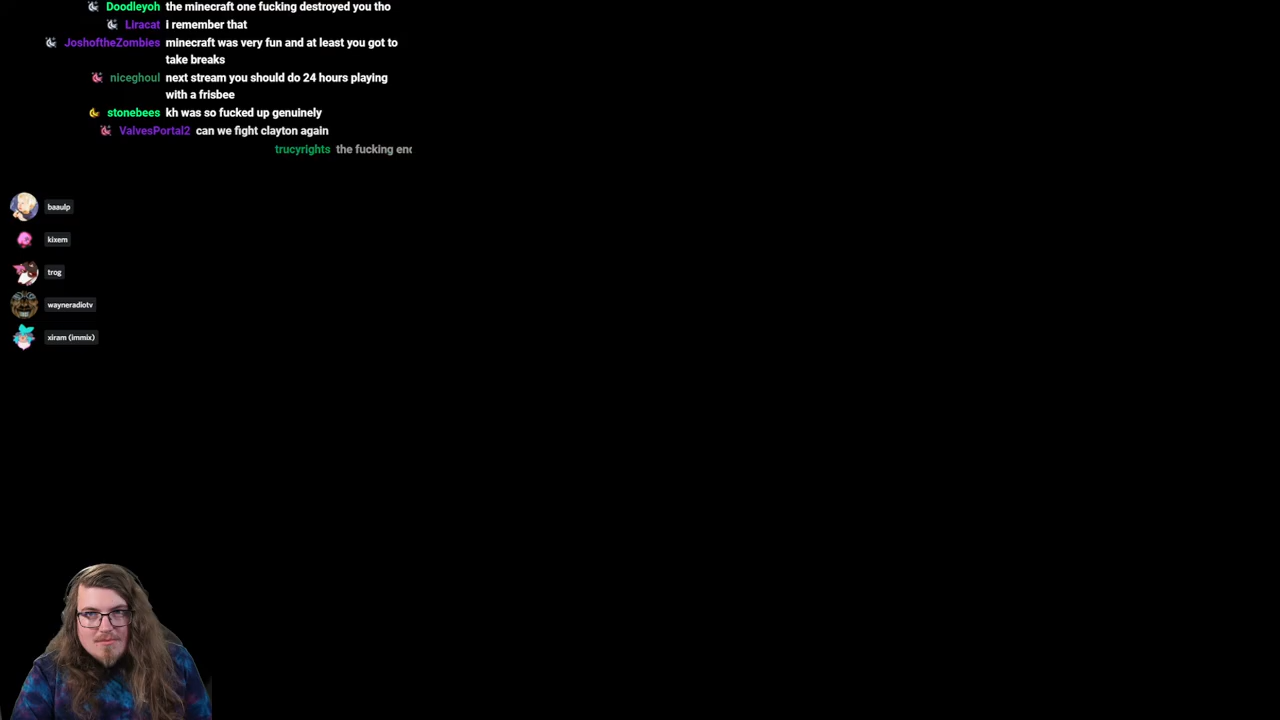 Doodleyoh the minecraft one fucking destroyed you tho
Liracat i remember that
JoshoftheZombies minecraft was very fun and at least you got to
take breaks
niceghoul next stream you should do 24 hours playing
with a frisbee
stonebees kh was so fucked up genuinely
ValvesPortal2 can we fight clayton again
trucyrights the fucking
baaulp
kixem
trog
wayneradiotv
xiram (immix)